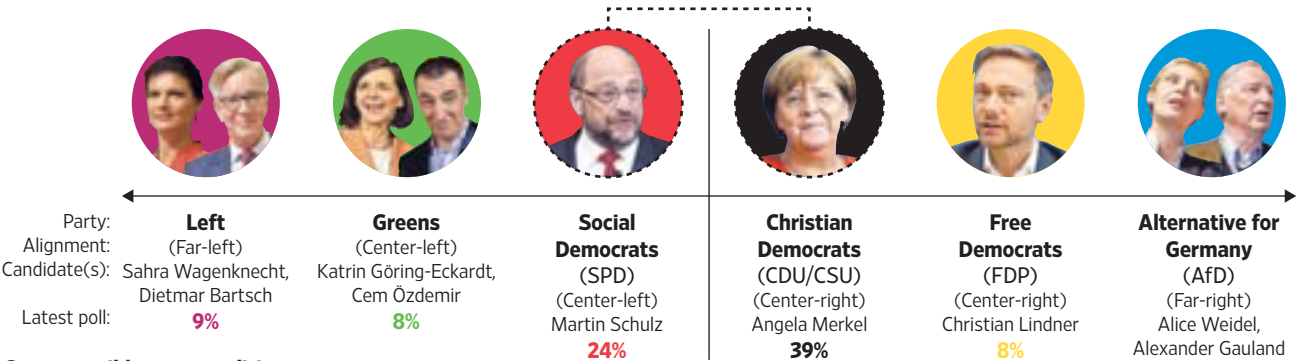 Party:
Alignment:
Candidate(s):
Latest poll:
Left
(Far-left)
Sahra Wagenknecht,
Dietmar Bartsch
9%
Greens
(Center-left)
Katrin Göring-Eckardt,
Cem Özdemir
8%
Social
Democrats
(SPD)
(Center-left)
Martin Schulz
24%
Christian
Democrats
(CDU/CSU)
(Center-right)
Angela Merkel
39%
Free
Democrats
(FDP)
(Center-right)
Christian Lindner
8%
Alternative for
Germany
(AfD)
(Far-right)
Alice Weidel,
Alexander Gauland